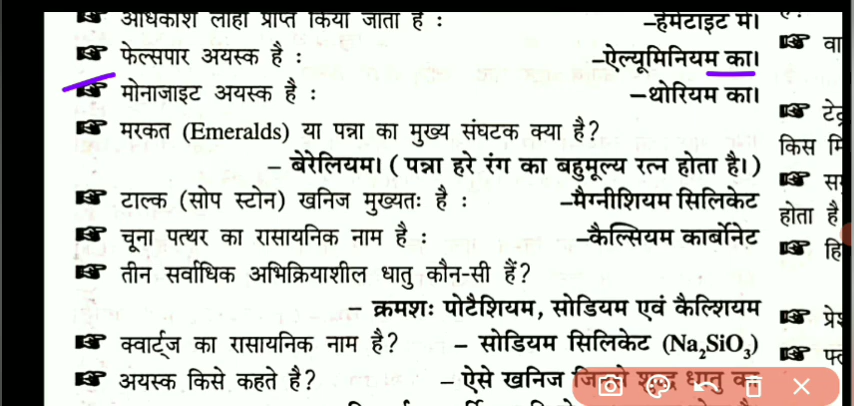 अधिकांश लोहा प्राप्त किया जाता है : –हेमेटाइट में।
फेल्सपार अयस्क है : –ऐल्यूमिनियम का।
मोनाजाइट अयस्क है : –थोरियम का।
मरकत (Emeralds) या पन्ना का मुख्य संघटक क्या है?
– बेरेलियम। ( पन्ना हरे रंग का बहुमूल्य रत्न होता है।)
टाल्क (सोप स्टोन) खनिज मुख्यतः है : –मैग्नीशियम सिलिकेट
चूना पत्थर का रासायनिक नाम है : –कैल्सियम कार्बोनेट
तीन सर्वाधिक अभिक्रियाशील धातु कौन-सी हैं?
– क्रमशः पोटैशियम, सोडियम एवं कैल्शियम
क्वार्ट्ज का रासायनिक नाम है? – सोडियम सिलिकेट (Na₂SiO₃)
अयस्क किसे कहते है? – ऐसे खनिज जिनसे शुद्ध धातु का
किस
होता है